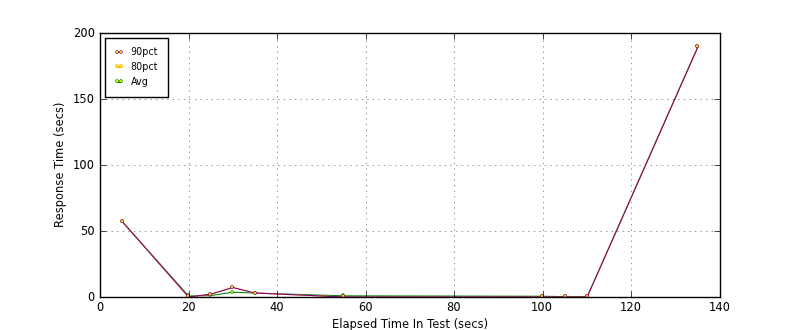 200
150
100
50
0
Response Time (secs)
90pct
80pct
Avg
0 20 40 60 80 100 120 140
Elapsed Time In Test (secs)